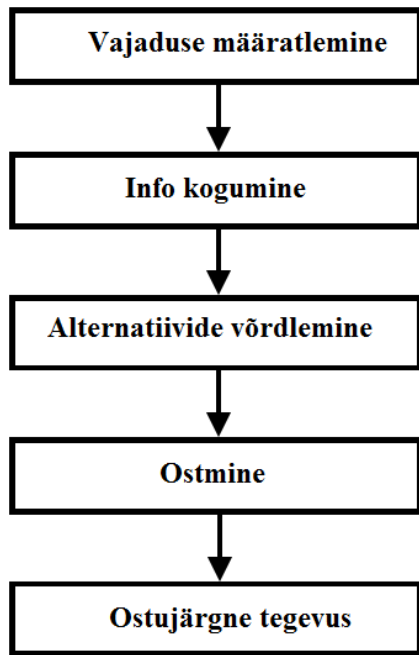 Vajaduse määratlemine
Info kogumine
Alternatiivide võrdlemine
Ostmine
Ostujärgne tegevus